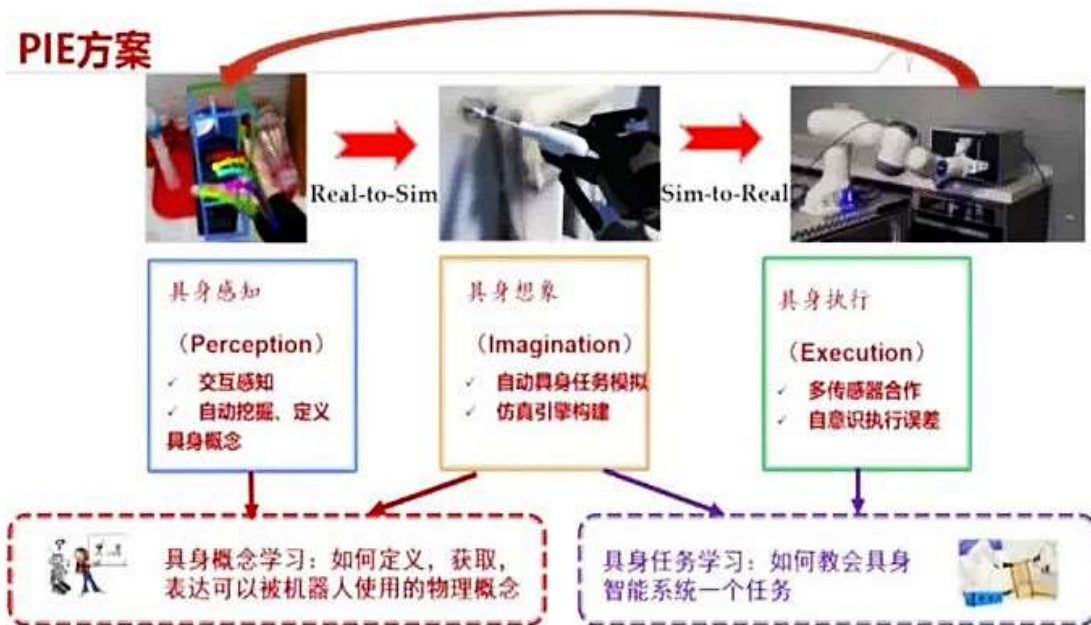 PIE方案
Real-to-Sim
Sim-to-Real
具身感知
（Perception）
✓ 交互感知
✓ 自动挖掘、定义
具身概念
具身想象
（Imagination）
✓ 自动具身任务模拟
✓ 仿真引擎构建
具身执行
（Execution）
✓ 多传感器合作
✓ 自意识执行误差
具身概念学习：如何定义，获取，
表达可以被机器人使用的物理概念
具身任务学习：如何教会具身
智能系统一个任务